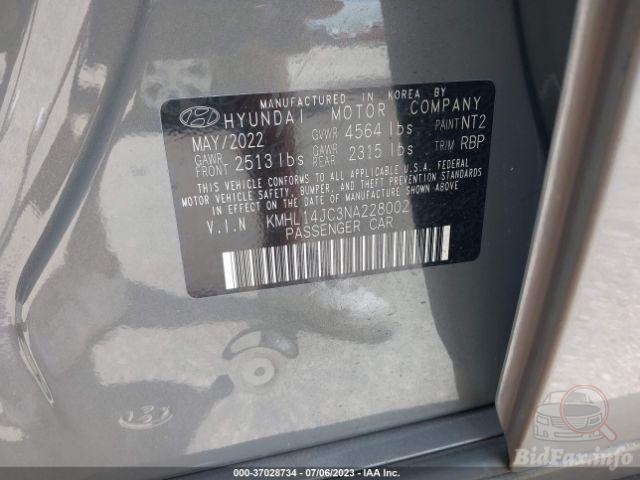 MANUFACTURED IN KOREA BY
HYUNDAI MOTOR COMPANY
MAY/2022 GVWR 4564 lbs PAINT NT2
GAWR FRONT 2513 lbs GAWR REAR 2315 lbs TRIM RBP
THIS VEHICLE CONFORMS TO ALL APPLICABLE U.S.A. FEDERAL
MOTOR VEHICLE SAFETY, BUMPER, AND THEFT PREVENTION
STANDARDS IN EFFECT ON THE DATE OF MANUFACTURE SHOWN ABOVE.
V.I.N KMHL14JC3NA228002
PASSENGER CAR
BidFax.info
000-37028734 / 07/06/2023 - IAA Inc.